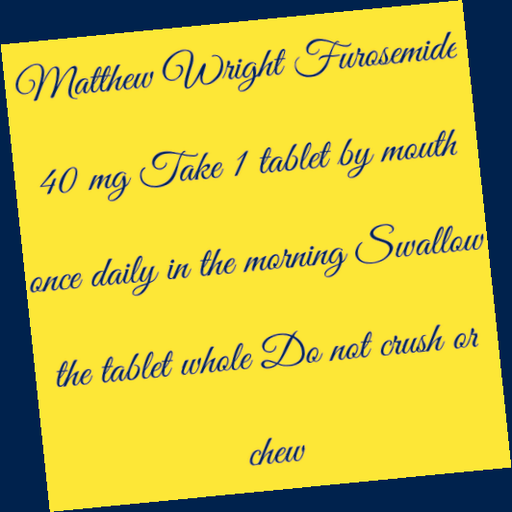 Matthew Wright Furosemide
40 mg Take 1 tablet by mouth
once daily in the morning Swallow
the tablet whole Do not crush or
chew